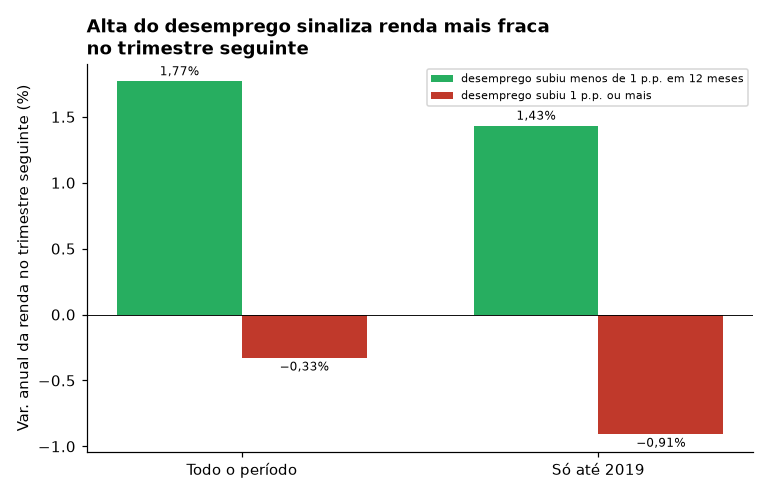 Alta do desemprego sinaliza renda mais fraca
no trimestre seguinte
desemprego subiu menos de 1 p.p. em 12 meses
desemprego subiu 1 p.p. ou mais
Var. anual da renda no trimestre seguinte (%)
1.5
1.0
0.5
0.0
−0.5
−1.0
1,77%
−0,33%
1,43%
−0,91%
Todo o período
Só até 2019